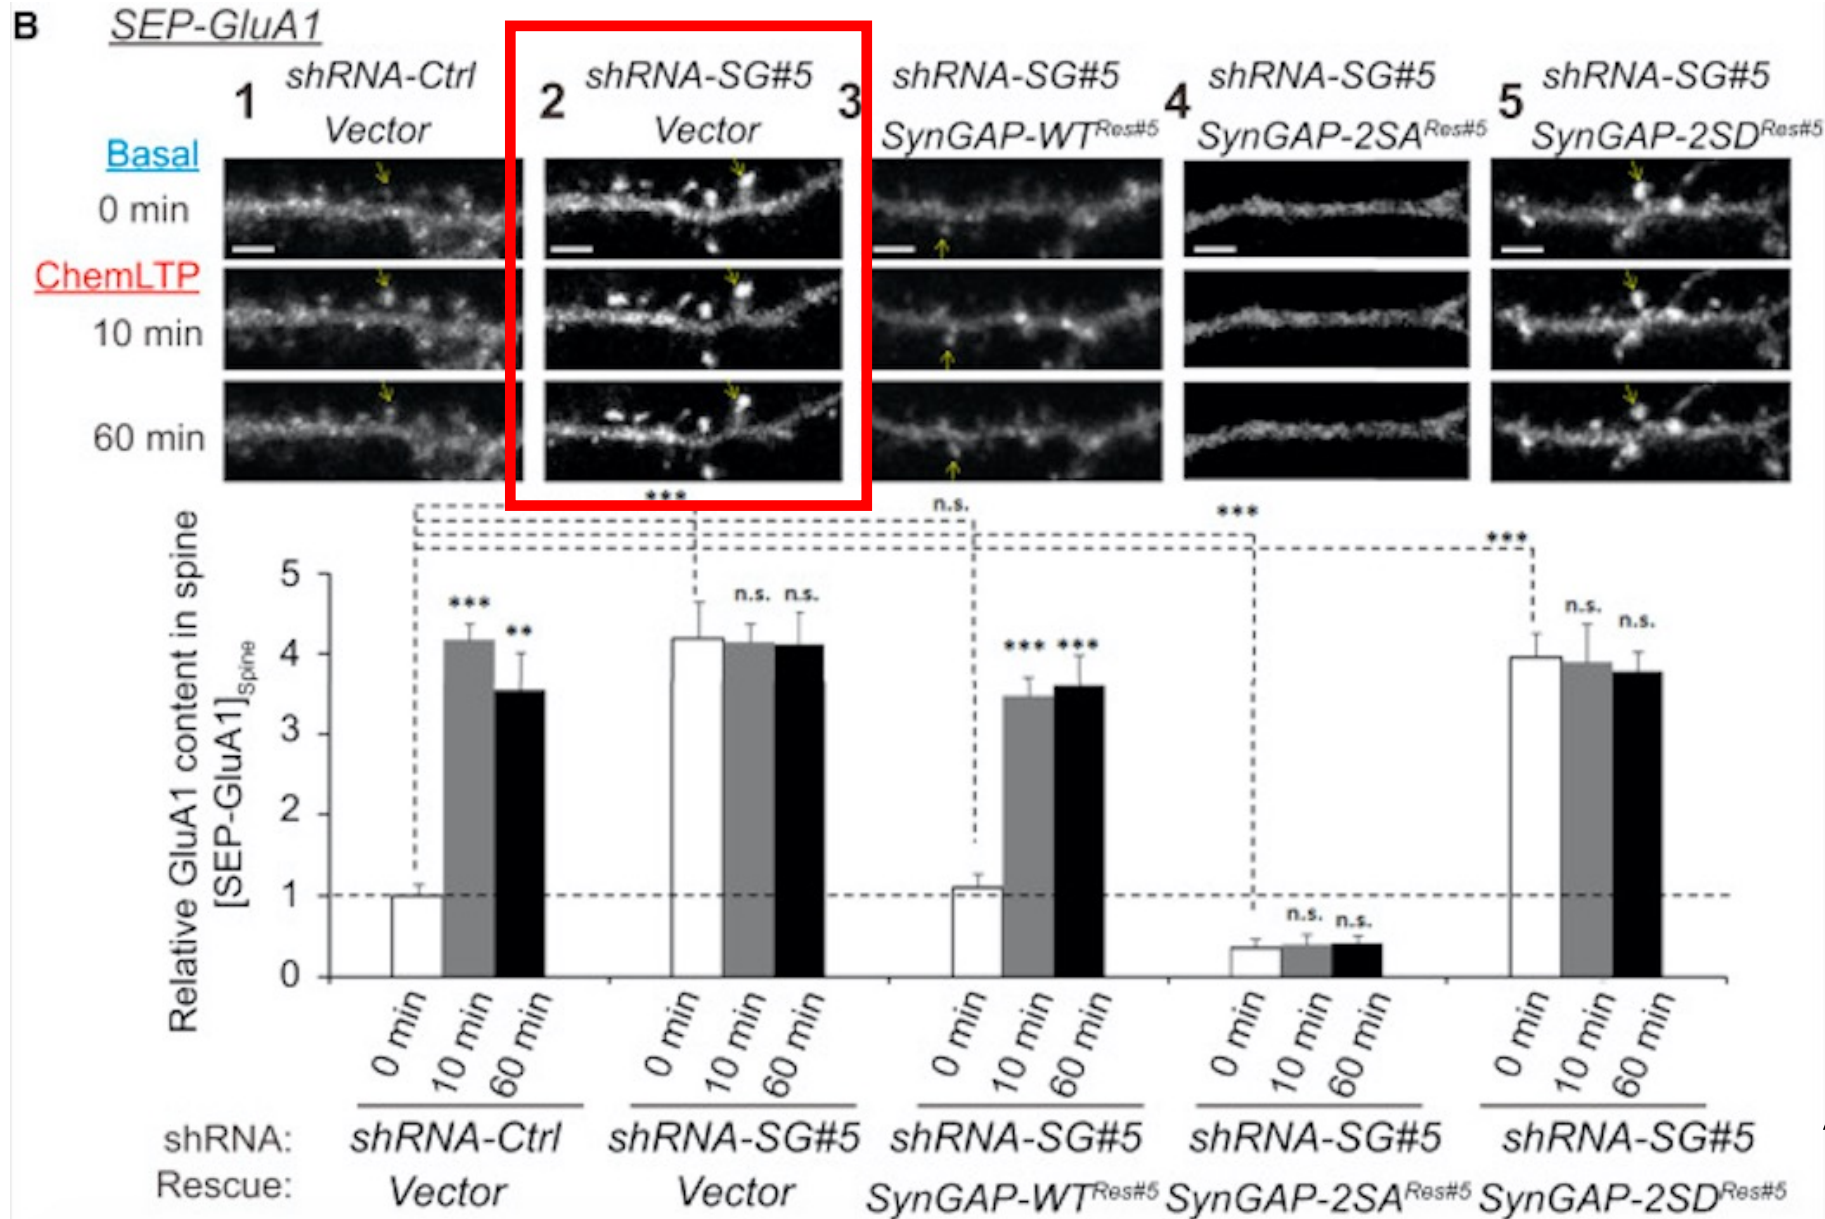 B SEP-GluA1
1 shRNA-Ctrl 2 shRNA-SG#5 3 shRNA-SG#5 4 shRNA-SG#5 5 shRNA-SG#5
Vector Vector SynGAP-WTRes#5 SynGAP-2SARes#5 SynGAP-2SDRes#5
Basal
0 min
ChemLTP
10 min
60 min
*** n.s. *** ***
Relative GluA1 content in spine
[SEP-GluA1]Spine
5
4
3
2
1
0
*** ** n.s. n.s. *** *** n.s. n.s. n.s. n.s.
0 min 10 min 60 min 0 min 10 min 60 min 0 min 10 min 60 min 0 min 10 min 60 min 0 min 10 min 60 min
shRNA: shRNA-Ctrl shRNA-SG#5 shRNA-SG#5 shRNA-SG#5 shRNA-SG#5
Rescue: Vector Vector SynGAP-WTRes#5 SynGAP-2SARes#5 SynGAP-2SDRes#5